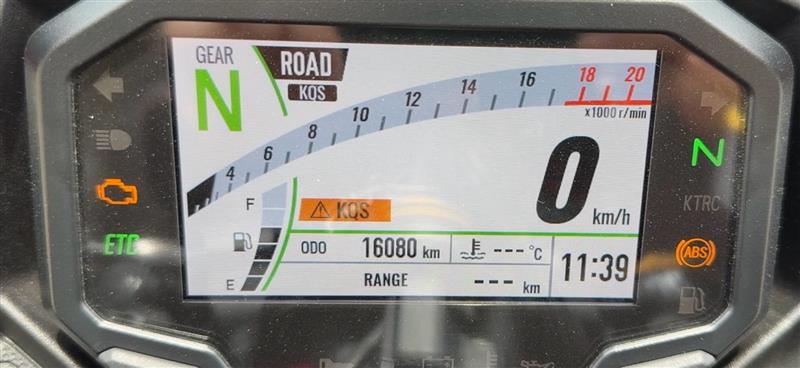 GEAR
N
ROAD
KQS
4 6 8 10 12 14 16 18 20
x1000 r/min
0 km/h
N
KTRC
ETC
ABS
F
E
KQS
ODO 16080 km
--- °C
RANGE --- km
11:39